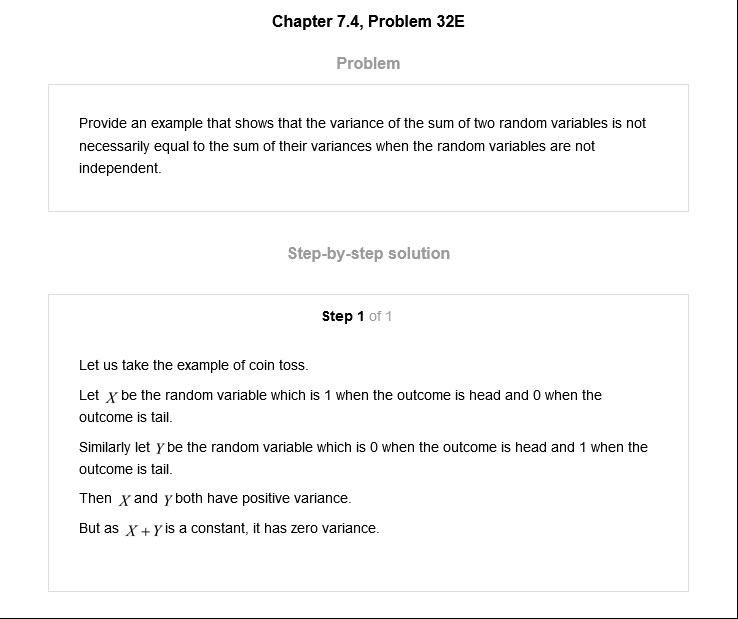 Chapter 7.4, Problem 32E
Problem
Provide an example that shows that the variance of the sum of two random variables is not
necessarily equal to the sum of their variances when the random variables are not
independent.
Step-by-step solution
Step 1 of 1
Let us take the example of coin toss.
Let X be the random variable which is 1 when the outcome is head and 0 when the
outcome is tail.
Similarly let Y be the random variable which is 0 when the outcome is head and 1 when the
outcome is tail.
Then X and Y both have positive variance.
But as X + Y is a constant, it has zero variance.